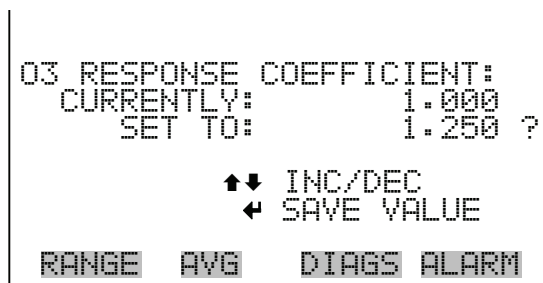 O3 RESPONSE COEFFICIENT:
CURRENTLY: 1.000
SET TO: 1.250 ?
↑↓ INC/DEC
↵ SAVE VALUE
RANGE AVG DIAGS ALARM